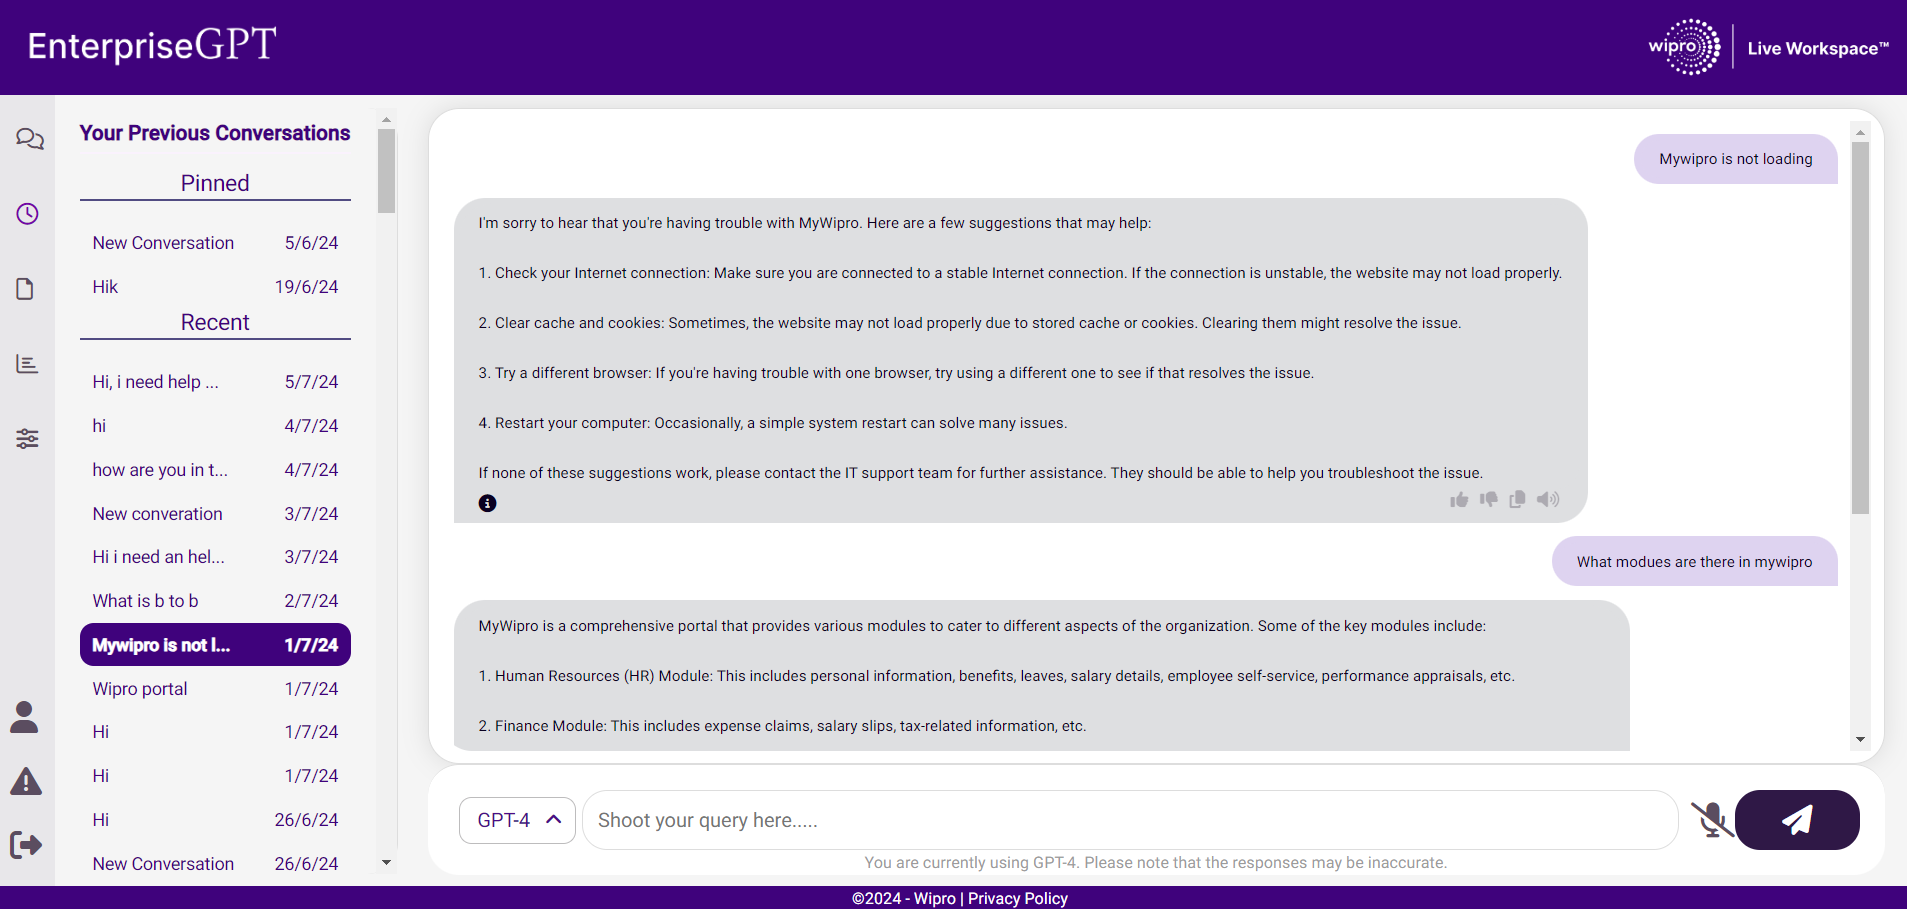 EnterpriseGPT
wipro
Live Workspace™
Your Previous Conversations
Pinned
New Conversation 5/6/24
Hik 19/6/24
Recent
Hi, i need help ... 5/7/24
hi 4/7/24
how are you in t... 4/7/24
New converation 3/7/24
Hi i need an hel... 3/7/24
What is b to b 2/7/24
Mywipro is not l... 1/7/24
Wipro portal 1/7/24
Hi 1/7/24
Hi 1/7/24
Hi 26/6/24
New Conversation 26/6/24
Mywipro is not loading
I'm sorry to hear that you're having trouble with MyWipro. Here are a few suggestions that may help:
1. Check your Internet connection: Make sure you are connected to a stable Internet connection. If the connection is unstable, the website may not load properly.
2. Clear cache and cookies: Sometimes, the website may not load properly due to stored cache or cookies. Clearing them might resolve the issue.
3. Try a different browser: If you're having trouble with one browser, try using a different one to see if that resolves the issue.
4. Restart your computer: Occasionally, a simple system restart can solve many issues.
If none of these suggestions work, please contact the IT support team for further assistance. They should be able to help you troubleshoot the issue.
What modues are there in mywipro
MyWipro is a comprehensive portal that provides various modules to cater to different aspects of the organization. Some of the key modules include:
1. Human Resources (HR) Module: This includes personal information, benefits, leaves, salary details, employee self-service, performance appraisals, etc.
2. Finance Module: This includes expense claims, salary slips, tax-related information, etc.
GPT-4
Shoot your query here.....
You are currently using GPT-4. Please note that the responses may be inaccurate.
©2024 - Wipro | Privacy Policy